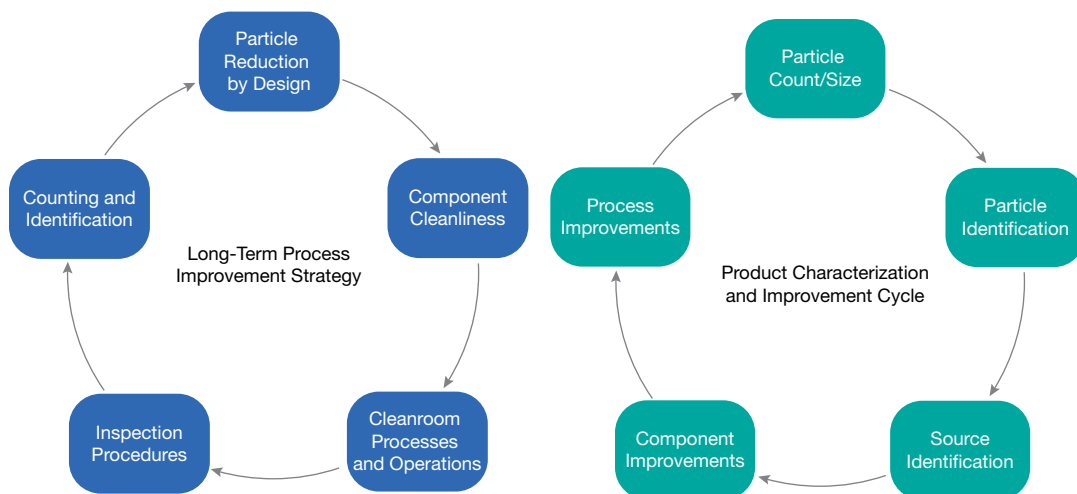 Particle
Reduction
by Design
Component
Cleanliness
Cleanroom
Processes
and Operations
Inspection
Procedures
Counting and
Identification
Long-Term Process
Improvement Strategy
Particle
Count/Size
Particle
Identification
Source
Identification
Component
Improvements
Process
Improvements
Product Characterization
and Improvement Cycle